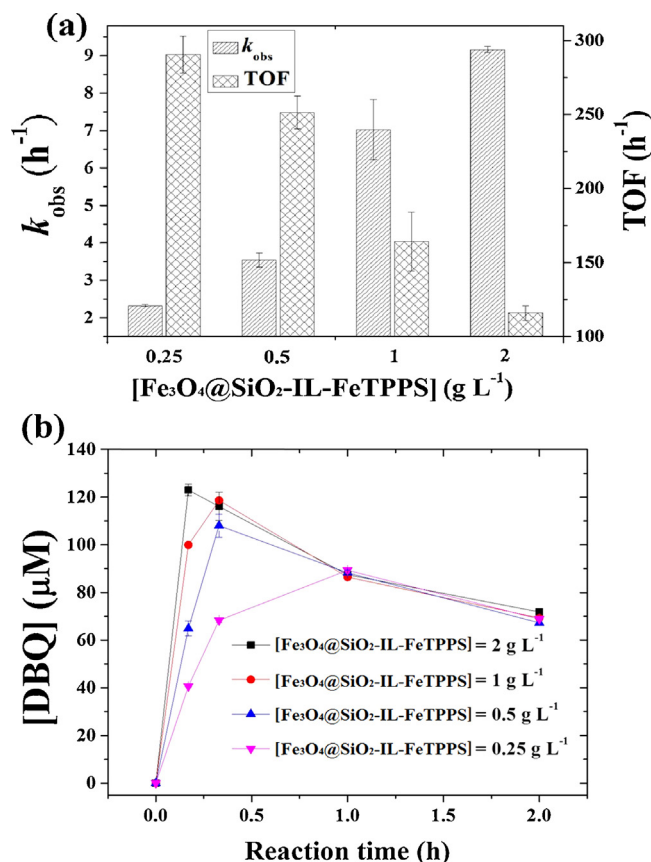 (a)
k_obs
TOF
9
8
7
6
5
4
3
2
k_obs (h⁻¹)
300
250
200
150
100
TOF (h⁻¹)
0.25 0.5 1 2
[Fe₃O₄@SiO₂-IL-FeTPPS] (g L⁻¹)
(b)
140
120
100
80
60
40
20
0
[DBQ] (μM)
[Fe₃O₄@SiO₂-IL-FeTPPS] = 2 g L⁻¹
[Fe₃O₄@SiO₂-IL-FeTPPS] = 1 g L⁻¹
[Fe₃O₄@SiO₂-IL-FeTPPS] = 0.5 g L⁻¹
[Fe₃O₄@SiO₂-IL-FeTPPS] = 0.25 g L⁻¹
0.0 0.5 1.0 1.5 2.0
Reaction time (h)